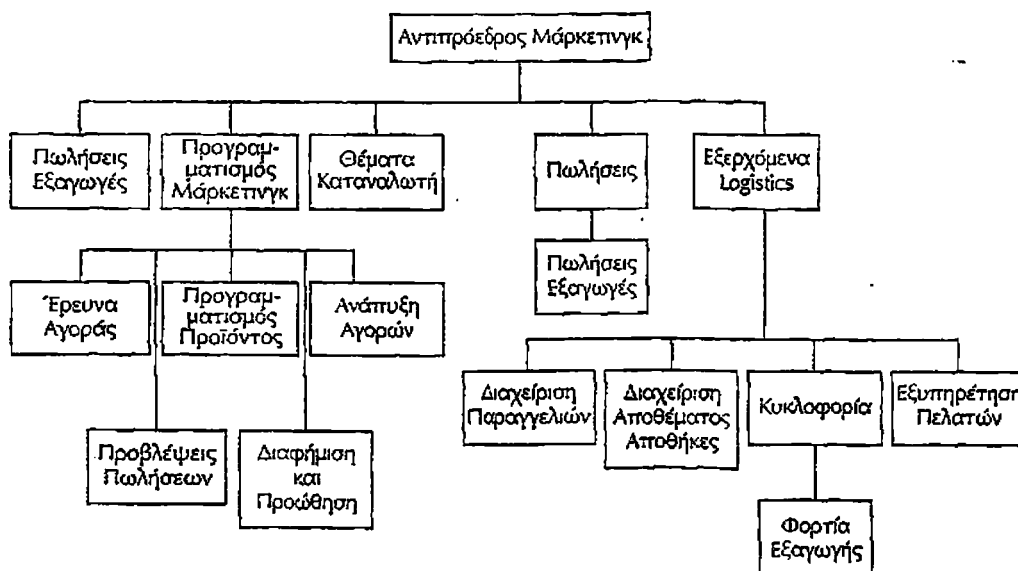 Αντιπρόεδρος Μάρκετινγκ
Πωλήσεις
Εξαγωγές
Προγραμ-
ματισμός
Μάρκετινγκ
Θέματα
Καταναλωτή
Πωλήσεις
Εξερχόμενα
Logistics
Πωλήσεις
Εξαγωγές
Έρευνα
Αγοράς
Προγραμ-
ματισμός
Προϊόντος
Ανάπυξη
Αγορών
Διαχείριση
Παραγγελιών
Διαχείριση
Αποθέματος
Αποθήκες
Κυκλοφορία
Εξυπηρέτηση
Πελατών
Προβλέψεις
Πωλήσεων
Διαφήμιση
και
Προώθηση
Φορτία
Εξαγωγής